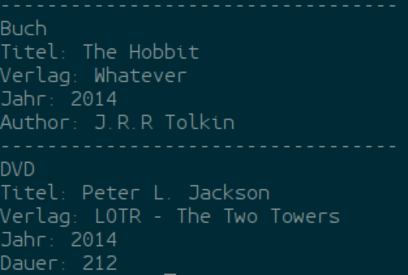 ----------------------------------
Buch
Titel: The Hobbit
Verlag: Whatever
Jahr: 2014
Author: J.R.R Tolkin
----------------------------------
DVD
Titel: Peter L. Jackson
Verlag: LOTR - The Two Towers
Jahr: 2014
Dauer: 212